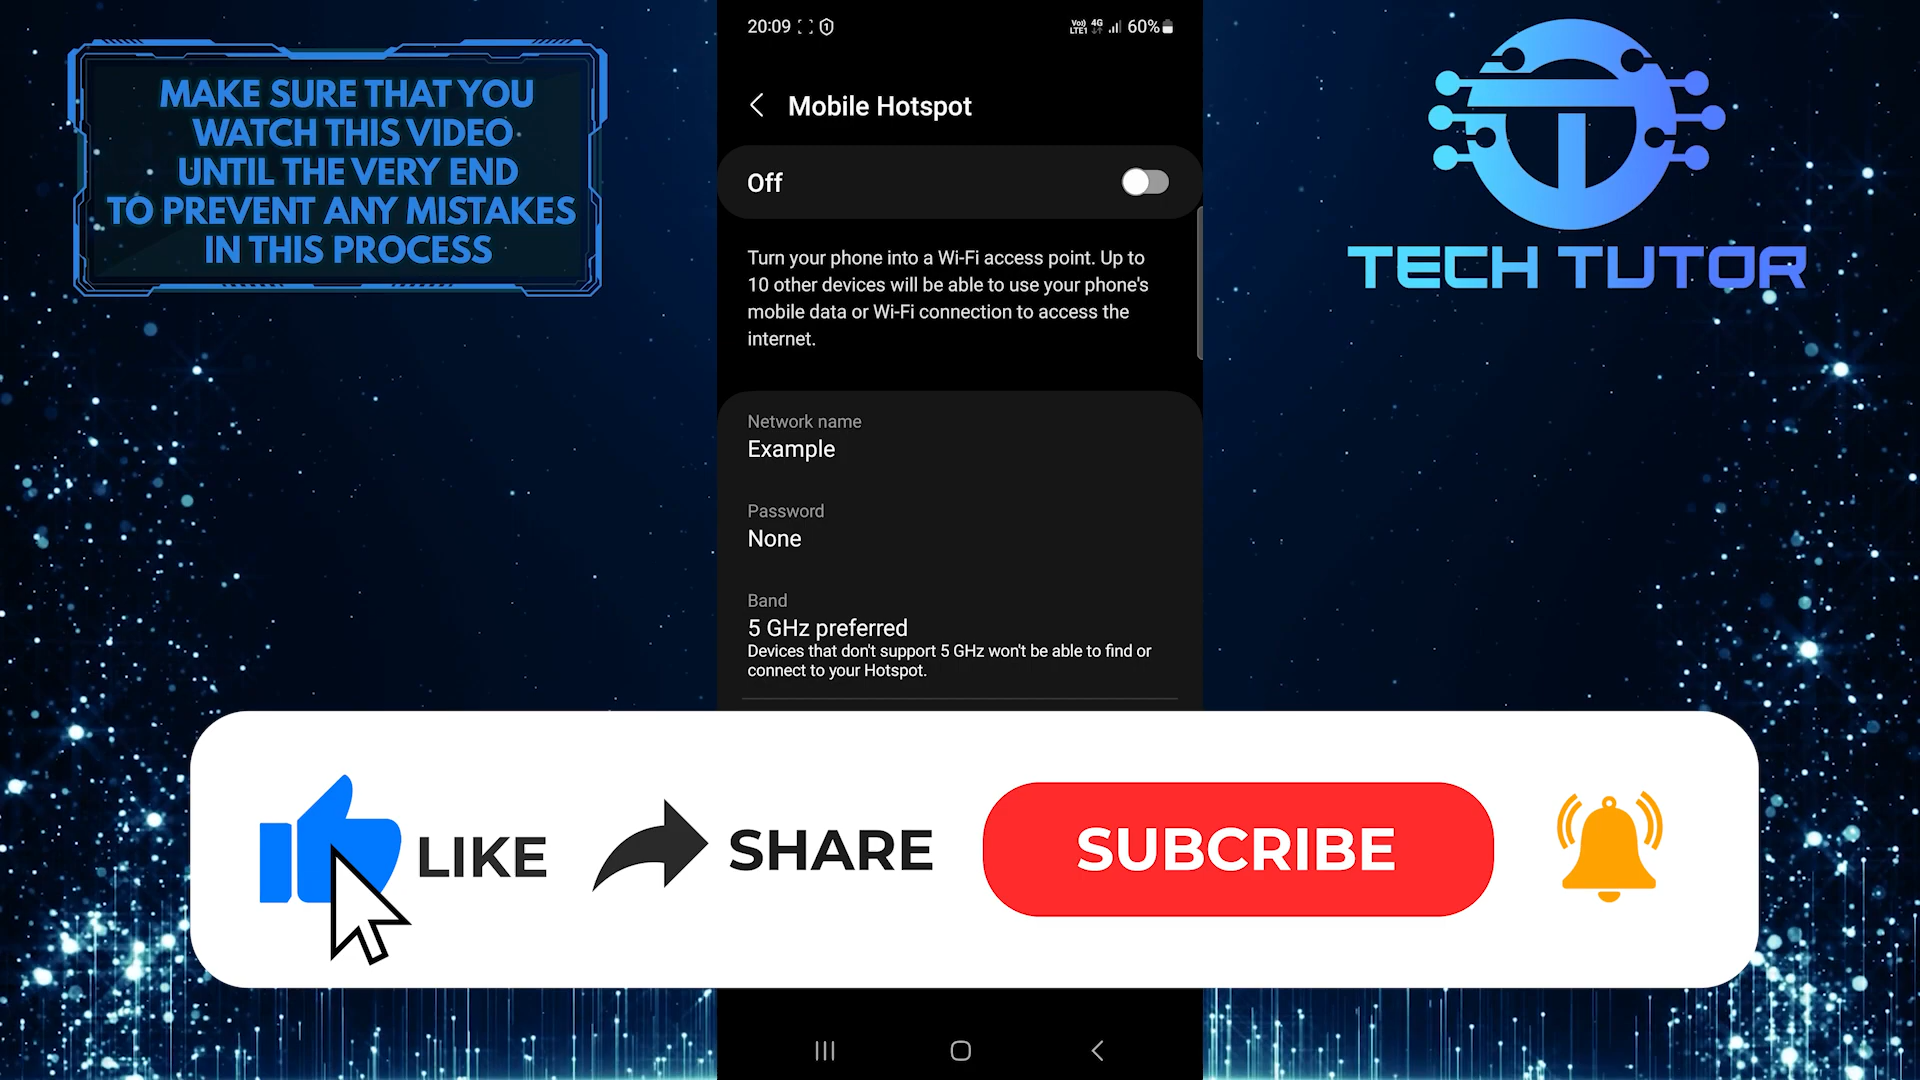 MAKE SURE THAT YOU
WATCH THIS VIDEO
UNTIL THE VERY END
TO PREVENT ANY MISTAKES
IN THIS PROCESS
20:09
Vo)) 4G
LTE1
60%
Mobile Hotspot
Off
Turn your phone into a Wi-Fi access point. Up to
10 other devices will be able to use your phone's
mobile data or Wi-Fi connection to access the
internet.
Network name
Example
Password
None
Band
5 GHz preferred
Devices that don't support 5 GHz won't be able to find or
connect to your Hotspot.
TECH TUTOR
LIKE
SHARE
SUBCRIBE